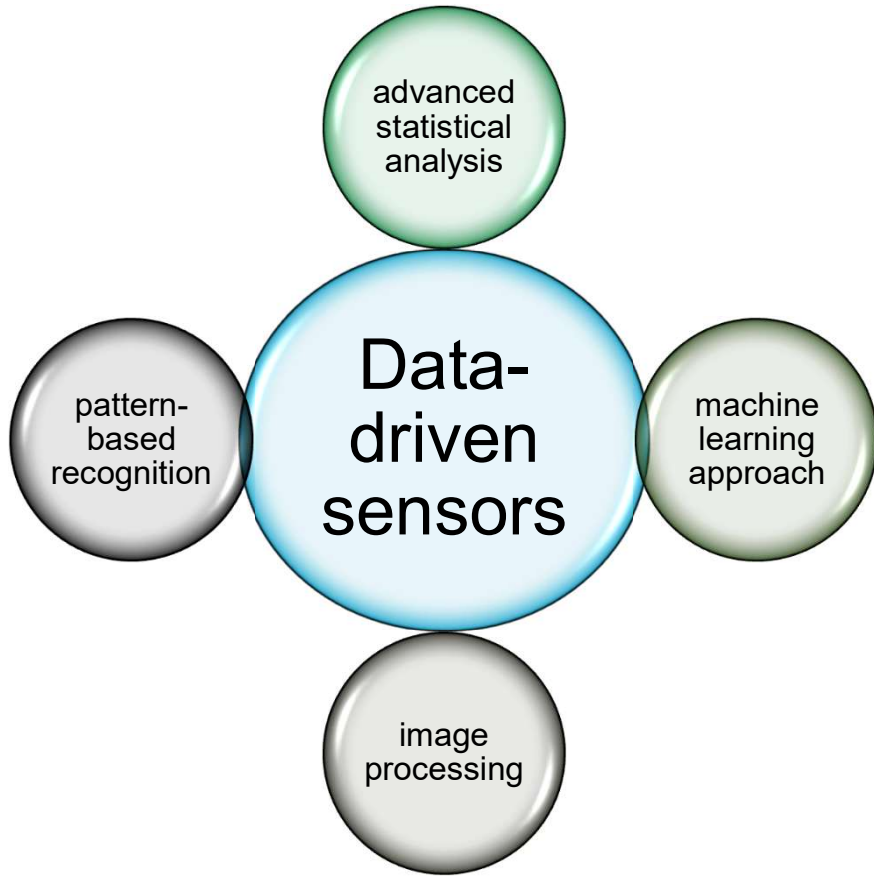 advanced
statistical
analysis
Data-
driven
sensors
pattern-
based
recognition
machine
learning
approach
image
processing